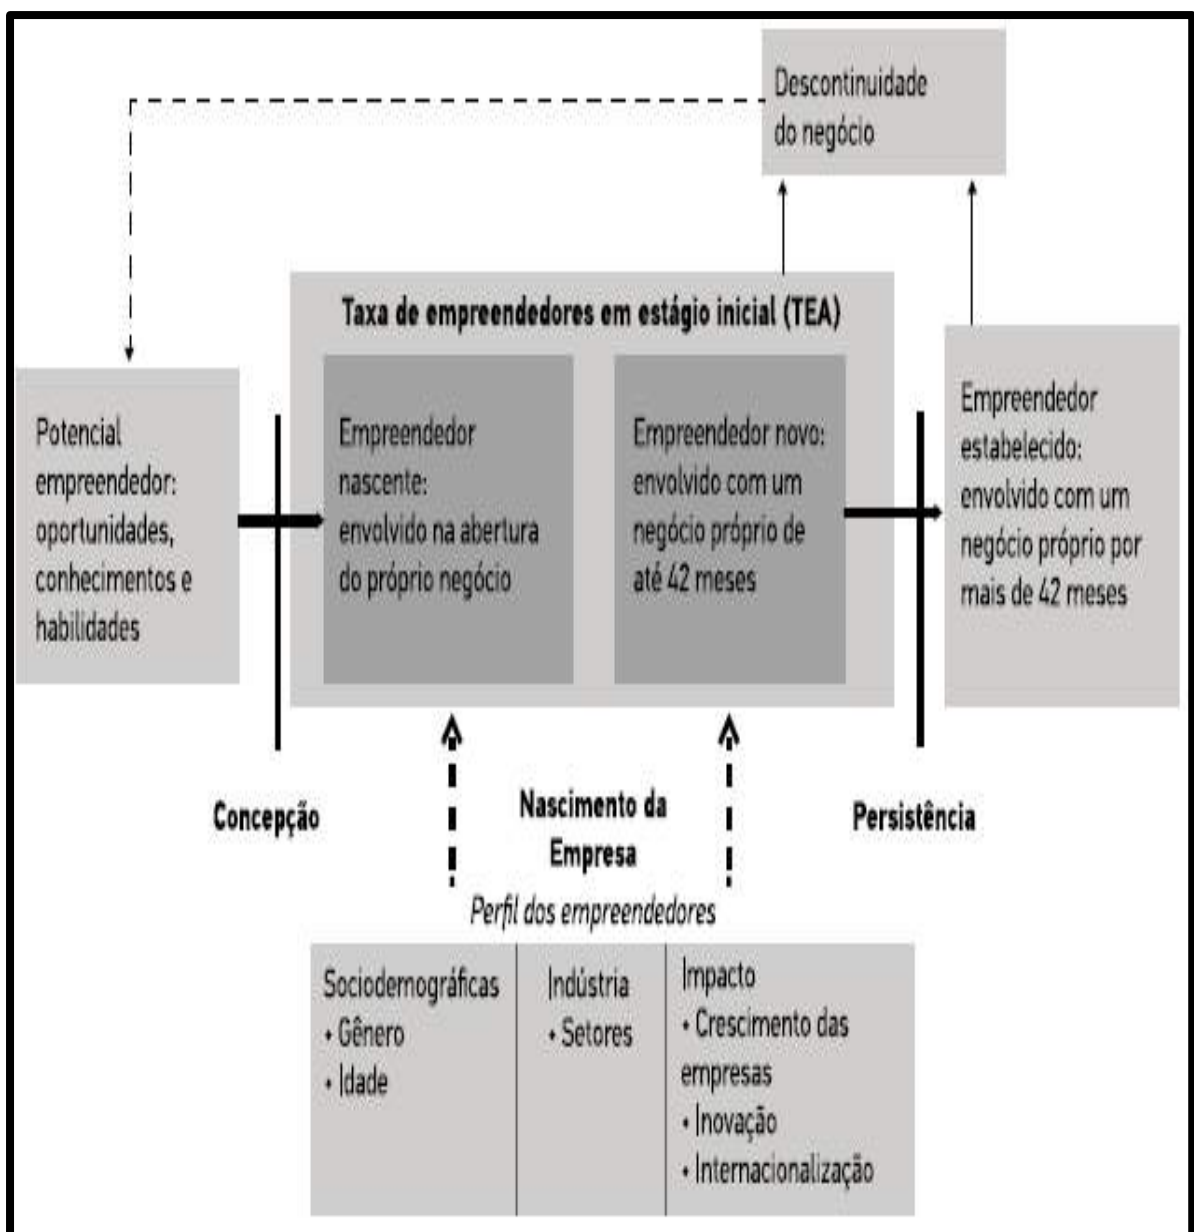 Descontinuidade
do negócio
Taxa de empreendedores em estágio inicial (TEA)
Potencial
empreendedor:
oportunidades,
conhecimentos e
habilidades
Empreendedor
nascente:
envolvido na abertura
do próprio negócio
Empreendedor novo:
envolvido com um
negócio próprio de
até 42 meses
Empreendedor
estabelecido:
envolvido com um
negócio próprio por
mais de 42 meses
Concepção
Nascimento da
Empresa
Persistência
Perfil dos empreendedores
Sociodemográficas
• Gênero
• Idade
Indústria
• Setores
Impacto
• Crescimento das
empresas
• Inovação
• Internacionalização